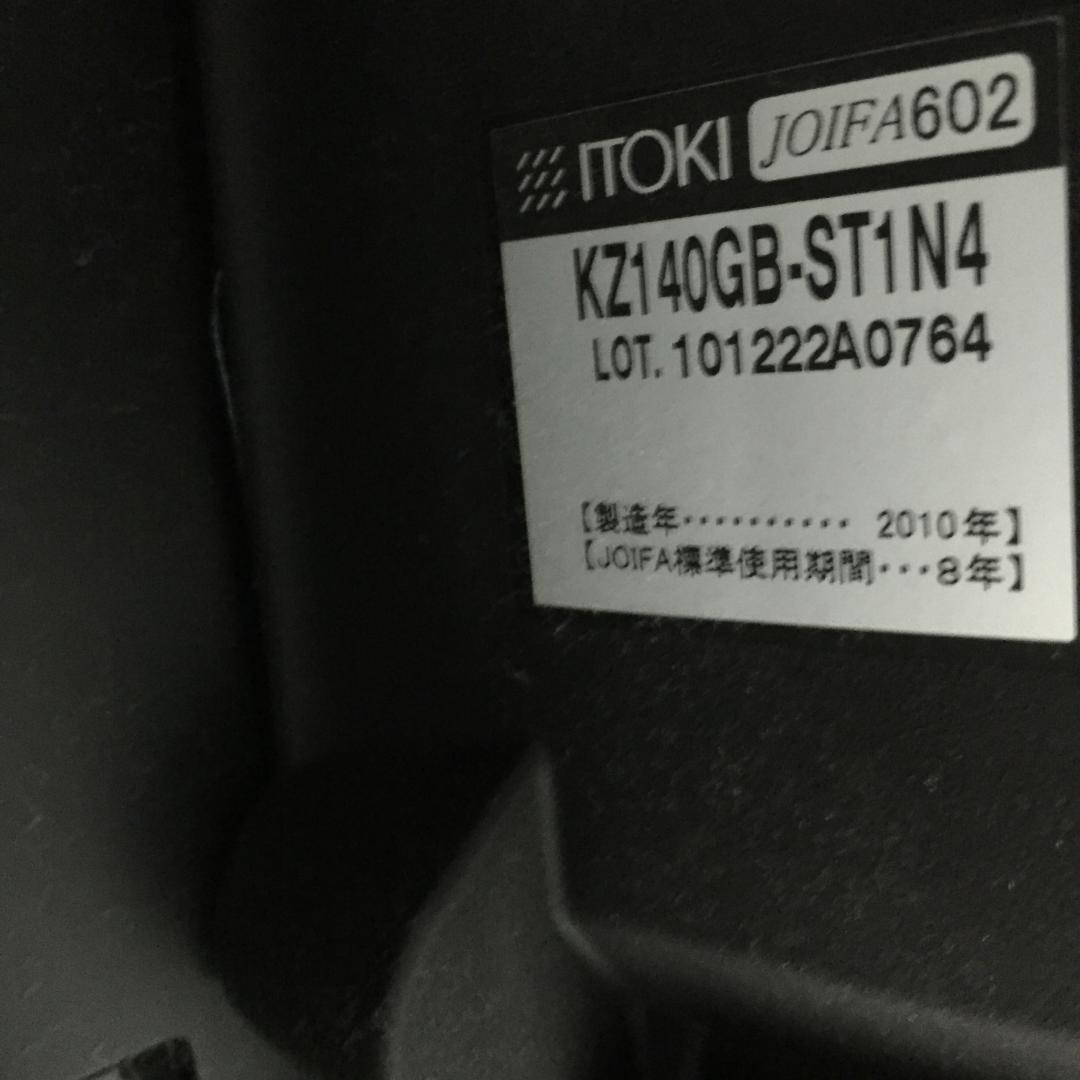 ITOKI JOIFA602
KZ140GB-ST1N4
LOT. 101222A0764
【製造年·········· 2010年】
【JOIFA標準使用期間···8年】